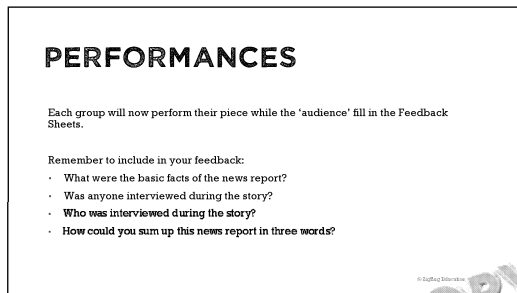 PERFORMANCES
Each group will now perform their piece while the ‘audience’ fill in the Feedback
Sheets.
Remember to include in your feedback:
• What were the basic facts of the news report?
• Was anyone interviewed during the story?
• Who was interviewed during the story?
• How could you sum up this news report in three words?